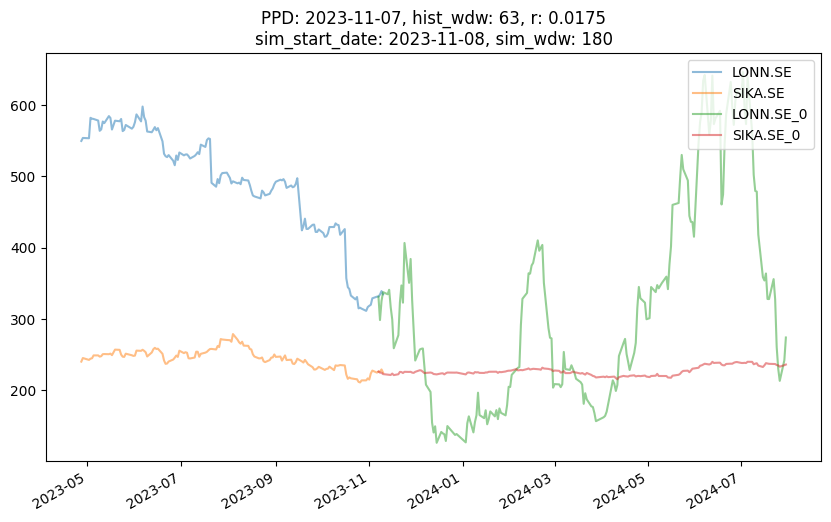 PPD: 2023-11-07, hist_wdw: 63, r: 0.0175
sim_start_date: 2023-11-08, sim_wdw: 180
LONN.SE
SIKA.SE
LONN.SE_0
SIKA.SE_0
600
500
400
300
200
2023-05
2023-07
2023-09
2023-11
2024-01
2024-03
2024-05
2024-07